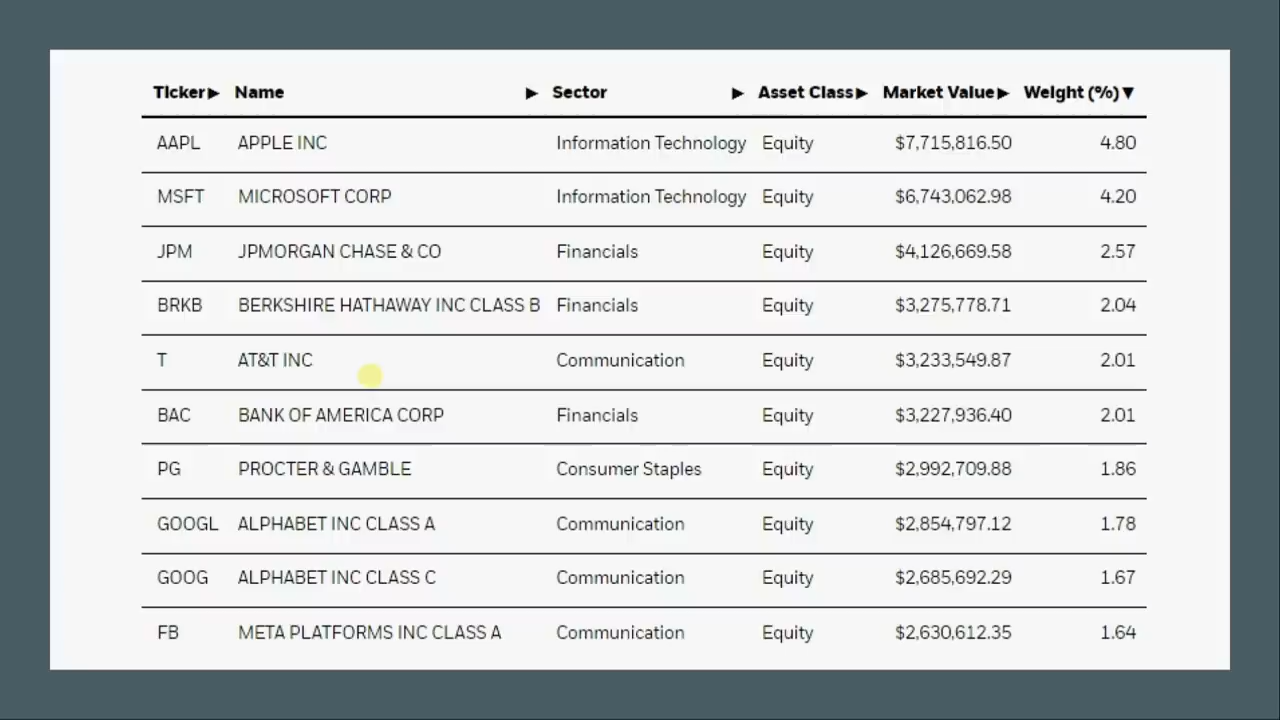 Ticker▶ Name ▶ Sector ▶ Asset Class▶ Market Value▶ Weight (%)▼
AAPL APPLE INC Information Technology Equity $7,715,816.50 4.80
MSFT MICROSOFT CORP Information Technology Equity $6,743,062.98 4.20
JPM JPMORGAN CHASE & CO Financials Equity $4,126,669.58 2.57
BRKB BERKSHIRE HATHAWAY INC CLASS B Financials Equity $3,275,778.71 2.04
T AT&T INC Communication Equity $3,233,549.87 2.01
BAC BANK OF AMERICA CORP Financials Equity $3,227,936.40 2.01
PG PROCTER & GAMBLE Consumer Staples Equity $2,992,709.88 1.86
GOOGL ALPHABET INC CLASS A Communication Equity $2,854,797.12 1.78
GOOG ALPHABET INC CLASS C Communication Equity $2,685,692.29 1.67
FB META PLATFORMS INC CLASS A Communication Equity $2,630,612.35 1.64